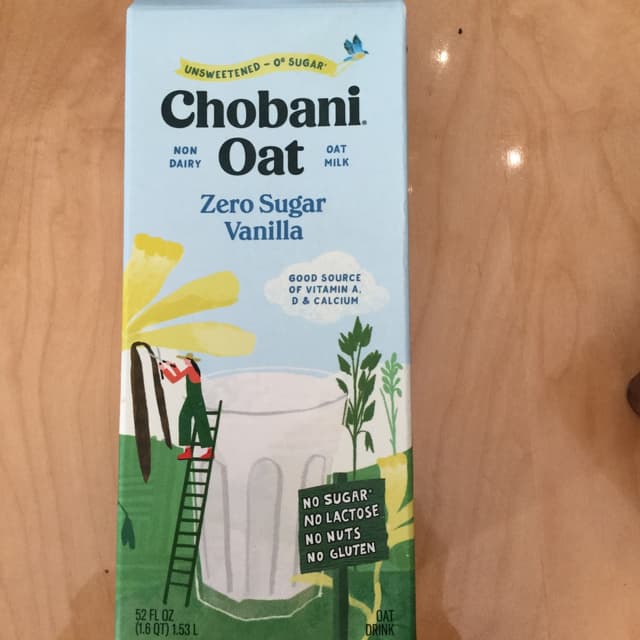 UNSWEETENED – 0g SUGAR*
Chobani®
NON DAIRY
Oat
OAT MILK
Zero Sugar
Vanilla
GOOD SOURCE
OF VITAMIN A,
D & CALCIUM
NO SUGAR*
NO LACTOSE
NO NUTS
NO GLUTEN
52 FL OZ
(1.6 QT) 1.53 L
OAT
DRINK